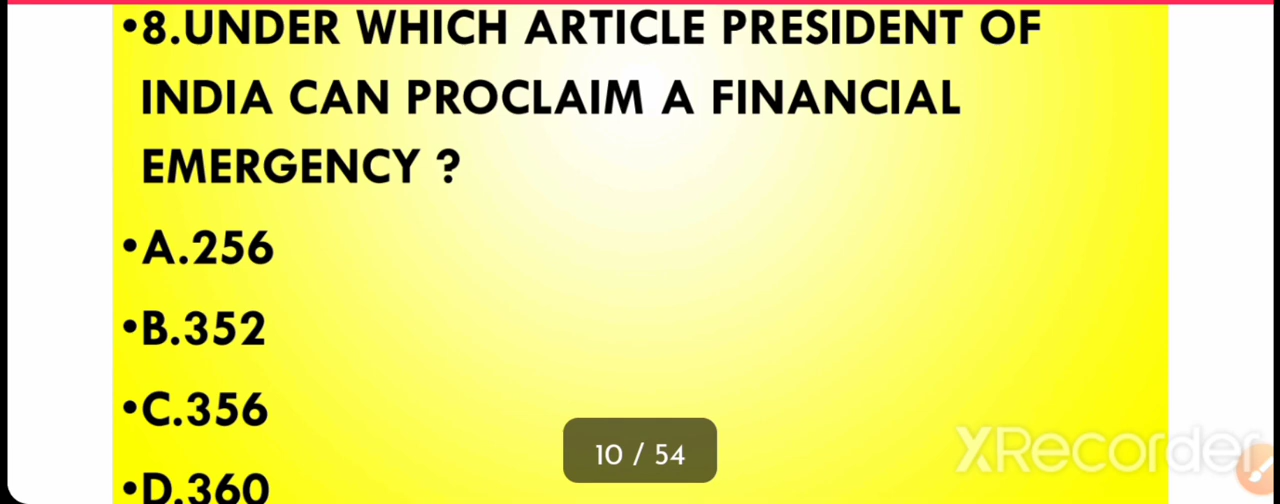 •8.UNDER WHICH ARTICLE PRESIDENT OF
INDIA CAN PROCLAIM A FINANCIAL
EMERGENCY ?
•A.256
•B.352
•C.356
•D.360
10 / 54
XRecorder